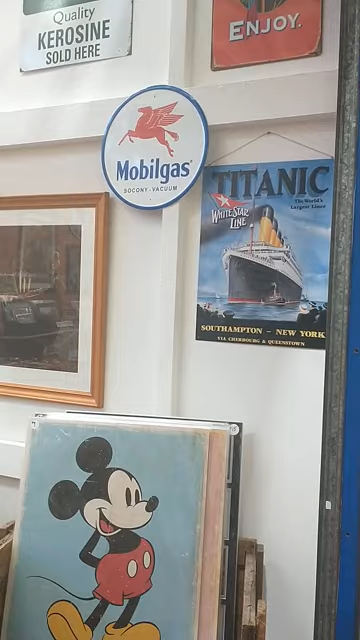 Quality
KEROSINE
SOLD HERE
ENJOY.
Mobilgas
SOCONY-VACUUM
TITANIC
The World's
Largest Liner
WHITE STAR
LINE
SOUTHAMPTON ~ NEW YORK
VIA CHERBOURG & QUEENSTOWN